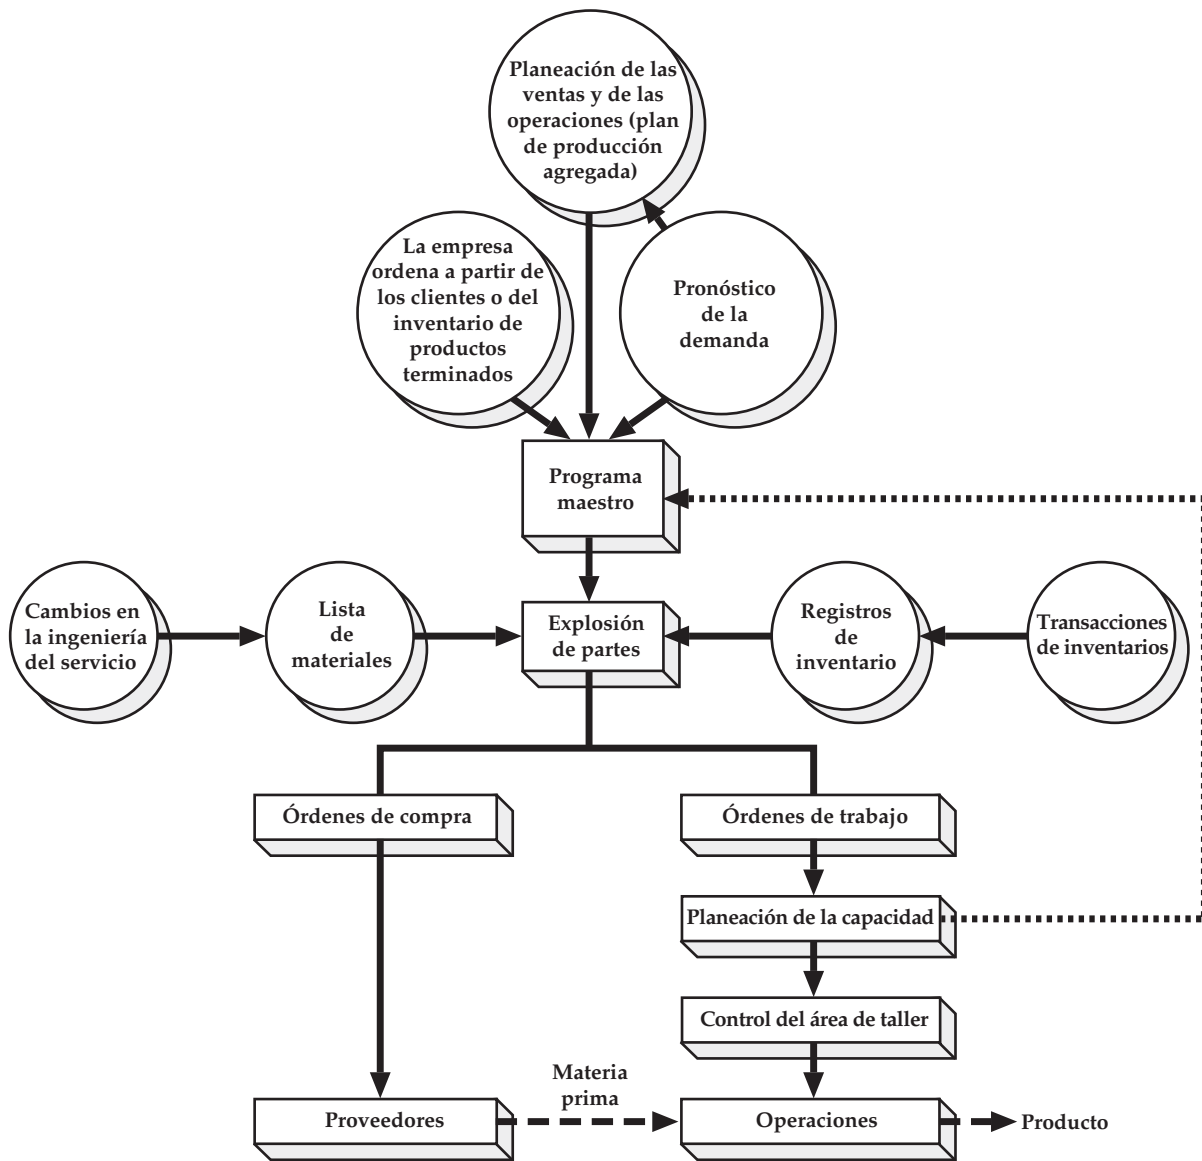 Planeación de las
ventas y de las
operaciones (plan
de producción
agregada)
La empresa
ordena a partir de
los clientes o del
inventario de
productos
terminados
Pronóstico
de la
demanda
Programa
maestro
Cambios en
la ingeniería
del servicio
Lista
de
materiales
Explosión
de partes
Registros
de
inventario
Transacciones
de inventarios
Órdenes de compra
Órdenes de trabajo
Planeación de la capacidad
Control del área de taller
Proveedores
Materia
prima
Operaciones
Producto